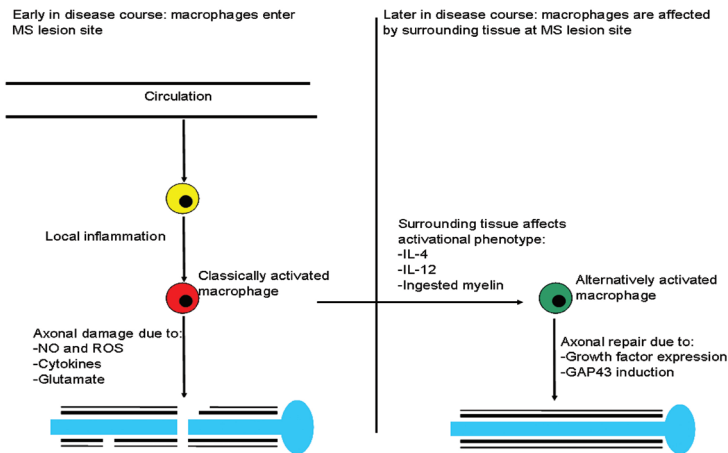 Early in disease course: macrophages enter
MS lesion site
Circulation
Local inflammation
Classically activated
macrophage
Axonal damage due to:
-NO and ROS
-Cytokines
-Glutamate
Later in disease course: macrophages are affected
by surrounding tissue at MS lesion site
Surrounding tissue affects
activational phenotype:
-IL-4
-IL-12
-Ingested myelin
Alternatively activated
macrophage
Axonal repair due to:
-Growth factor expression
-GAP43 induction